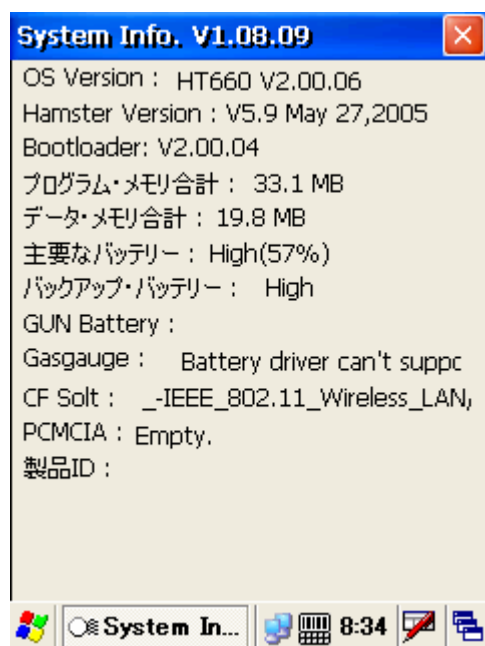 System Info. V1.08.09
OS Version : HT660 V2.00.06
Hamster Version : V5.9 May 27,2005
Bootloader: V2.00.04
プログラム・メモリ合計 : 33.1 MB
データ・メモリ合計 : 19.8 MB
主要なバッテリー : High(57%)
バックアップ・バッテリー : High
GUN Battery :
Gasgauge : Battery driver can't suppo
CF Solt : _-IEEE_802.11_Wireless_LAN,
PCMCIA : Empty.
製品ID :
System In... 8:34